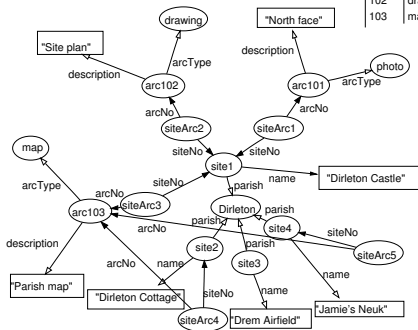 102 dr
103 ma
drawing
"Site plan"
"North face"
description
arcType
arc102
description
arc101
photo
arcType
arcNo
arcNo
siteArc2
siteArc1
siteNo
siteNo
map
site1
name
"Dirleton Castle"
parish
arcType
arcNo
siteNo
siteArc3
arc103
arcNo
Dirleton
parish
parish
parish
site4
siteNo
siteArc5
description
arcNo
site2
site3
name
name
name
"Parish map"
"Dirleton Cottage"
siteNo
"Drem Airfield"
"Jamie's Neuk"
siteArc4